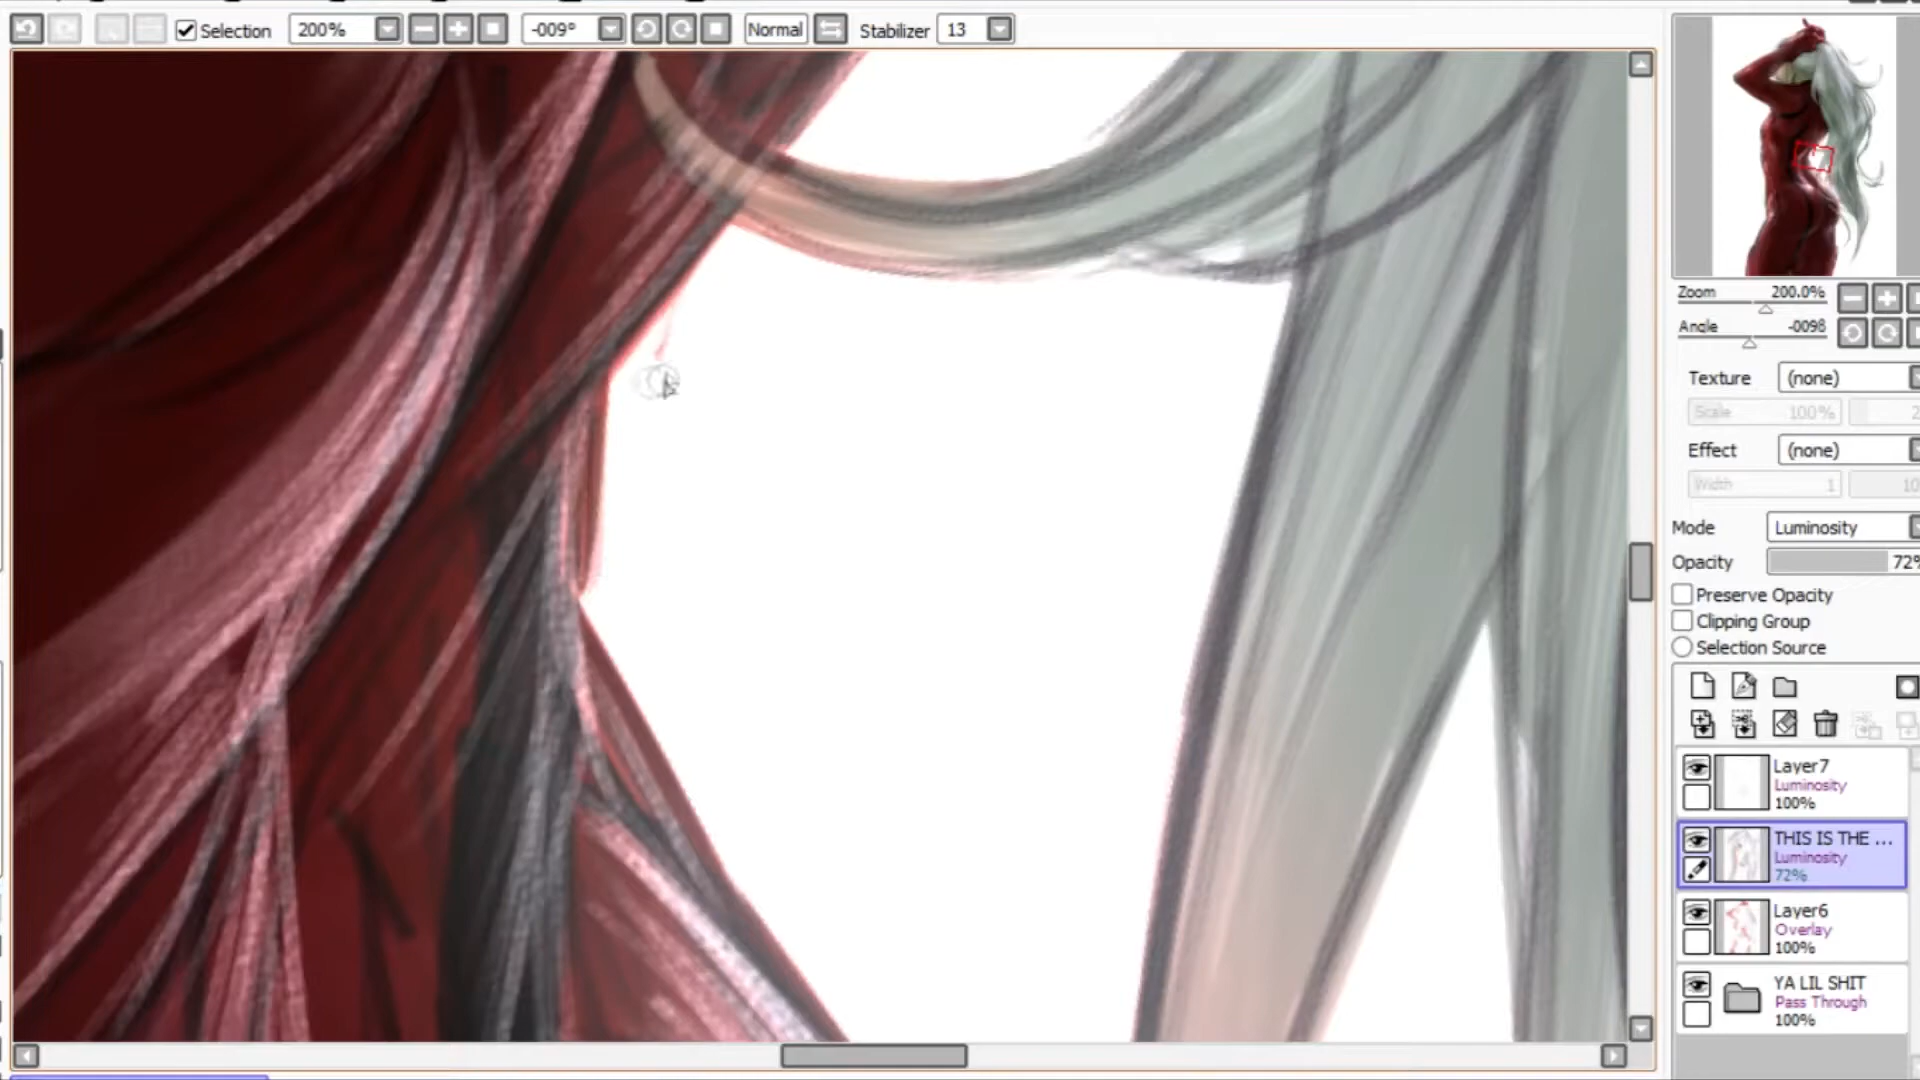 Selection 200% -009° Normal Stabilizer 13
Zoom 200.0%
Angle -0098
Texture (none)
Scale 100%
Effect (none)
Width 1
Mode Luminosity
Opacity 72%
Preserve Opacity
Clipping Group
Selection Source
Layer7
Luminosity
100%
THIS IS THE ...
Luminosity
72%
Layer6
Overlay
100%
YA LIL SHIT
Pass Through
100%